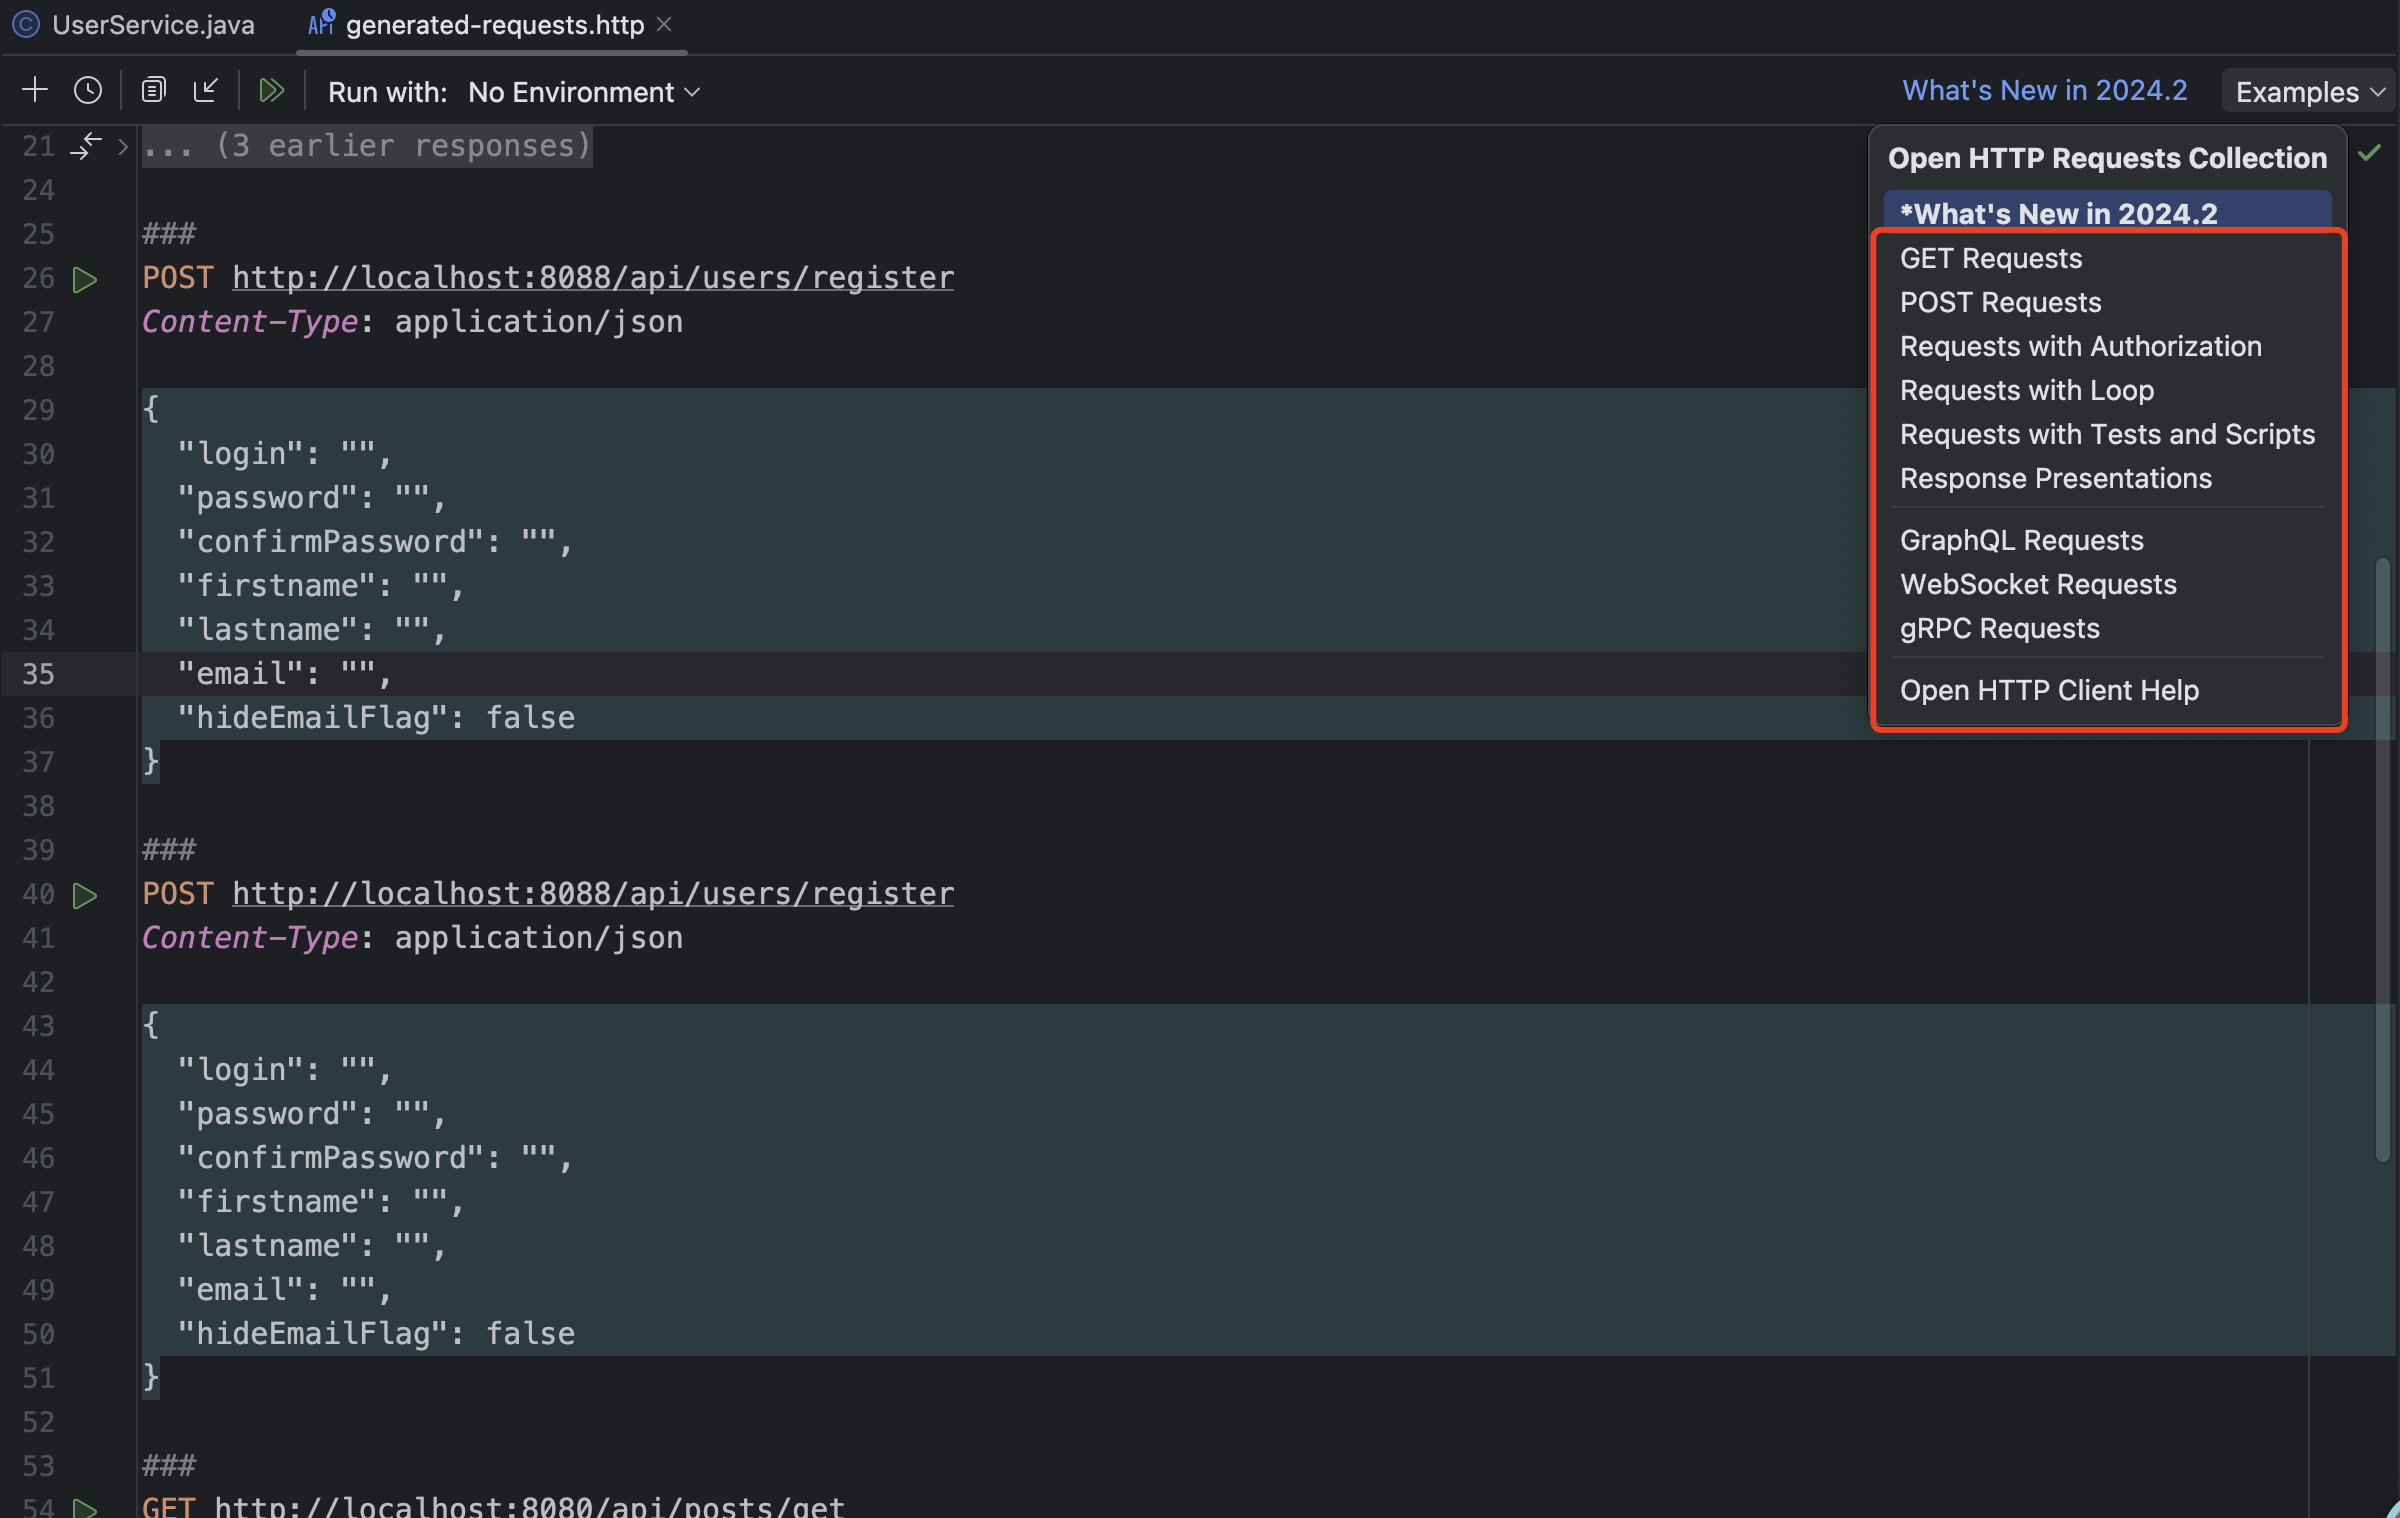 UserService.java
API generated-requests.http
Run with: No Environment
What's New in 2024.2
Examples
21 ... (3 earlier responses)
24
25 ###
26 POST http://localhost:8088/api/users/register
27 Content-Type: application/json
28
29 {
30 "login": "",
31 "password": "",
32 "confirmPassword": "",
33 "firstname": "",
34 "lastname": "",
35 "email": "",
36 "hideEmailFlag": false
37 }
38
39 ###
40 POST http://localhost:8088/api/users/register
41 Content-Type: application/json
42
43 {
44 "login": "",
45 "password": "",
46 "confirmPassword": "",
47 "firstname": "",
48 "lastname": "",
49 "email": "",
50 "hideEmailFlag": false
51 }
52
53 ###
54 GET http://localhost:8080/api/posts/get
Open HTTP Requests Collection
*What's New in 2024.2
GET Requests
POST Requests
Requests with Authorization
Requests with Loop
Requests with Tests and Scripts
Response Presentations
GraphQL Requests
WebSocket Requests
gRPC Requests
Open HTTP Client Help